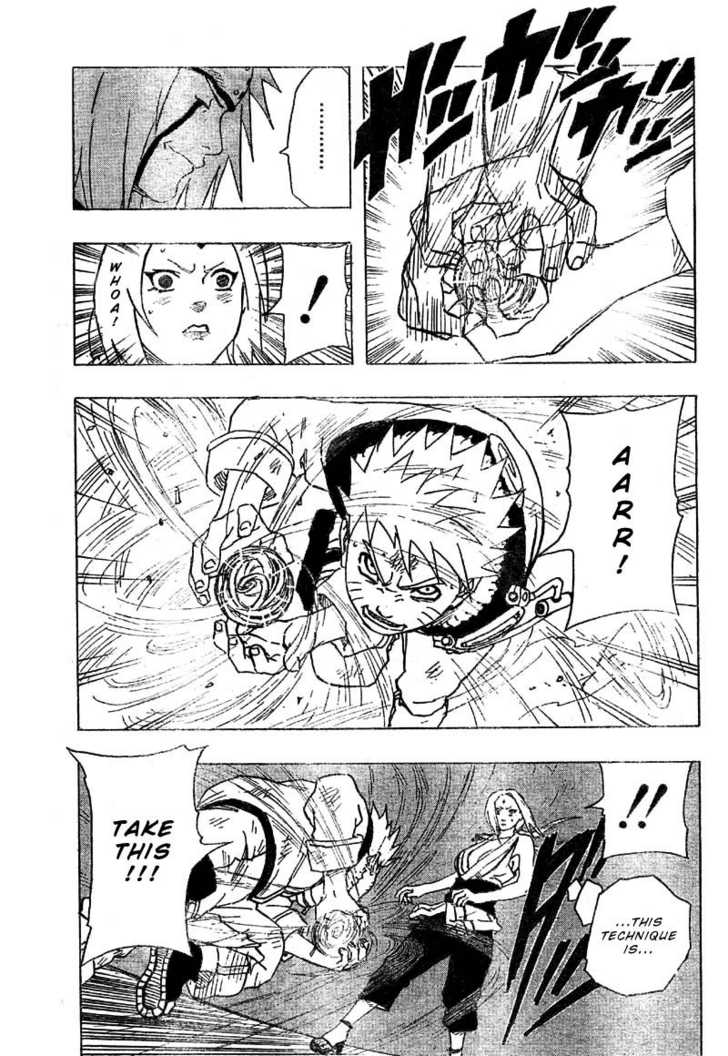 ガッガッガッ
………
!
WHOA!
AARR!
!!
...THIS
TECHNIQUE
IS...
TAKE
THIS
!!!